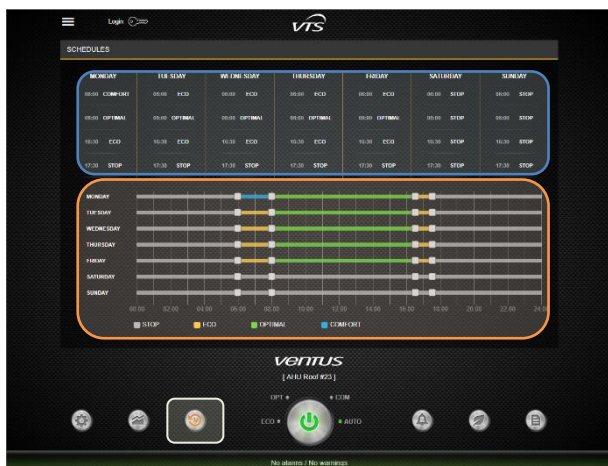 Login
VTS
SCHEDULES
MONDAY TUESDAY WEDNESDAY THURSDAY FRIDAY SATURDAY SUNDAY
06:00 COMFORT 06:00 ECO 06:00 ECO 06:00 ECO 06:00 ECO 06:00 STOP 06:00 STOP
08:00 OPTIMAL 08:00 OPTIMAL 08:00 OPTIMAL 08:00 OPTIMAL 08:00 OPTIMAL 08:00 STOP 08:00 STOP
16:30 ECO 16:30 ECO 16:30 ECO 16:30 ECO 16:30 ECO 16:30 STOP 16:30 STOP
17:30 STOP 17:30 STOP 17:30 STOP 17:30 STOP 17:30 STOP 17:30 STOP 17:30 STOP
MONDAY
TUESDAY
WEDNESDAY
THURSDAY
FRIDAY
SATURDAY
SUNDAY
00:00 02:00 04:00 06:00 08:00 10:00 12:00 14:00 16:00 18:00 20:00 22:00 24:00
STOP ECO OPTIMAL COMFORT
ventus
[ AHU Roof #23 ]
OPT COM
ECO AUTO
No alarms / No warnings